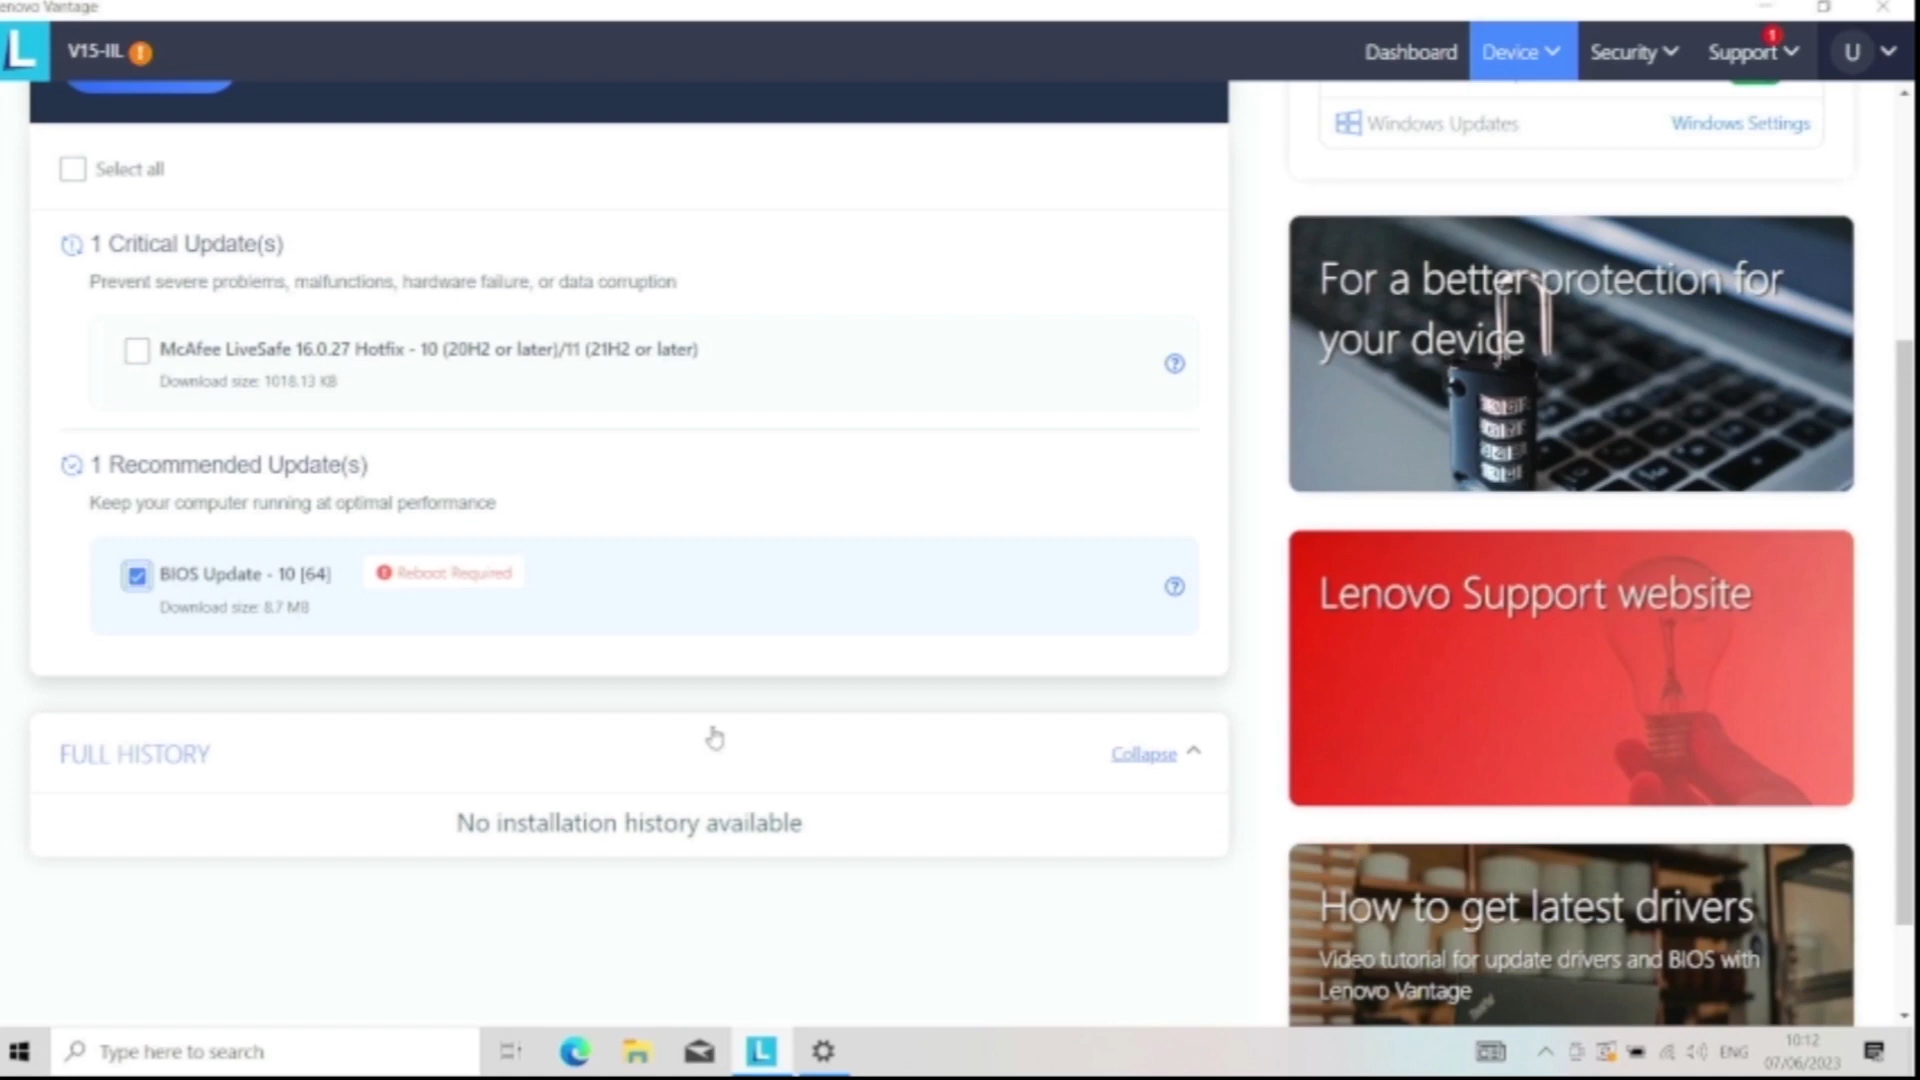 enovo Vantage
L
V15-IIL
Dashboard
Device
Security
Support
1
U
Windows Updates
Windows Settings
Select all
1 Critical Update(s)
Prevent severe problems, malfunctions, hardware failure, or data corruption
McAfee LiveSafe 16.0.27 Hotfix - 10 (20H2 or later)/11 (21H2 or later)
Download size: 1018.13 KB
1 Recommended Update(s)
Keep your computer running at optimal performance
BIOS Update - 10 [64]
Reboot Required
Download size: 8.7 MB
FULL HISTORY
Collapse
No installation history available
For a better protection for
your device
Lenovo Support website
How to get latest drivers
Video tutorial for update drivers and BIOS with
Lenovo Vantage
Type here to search
L
ENG
10:12
07/06/2023